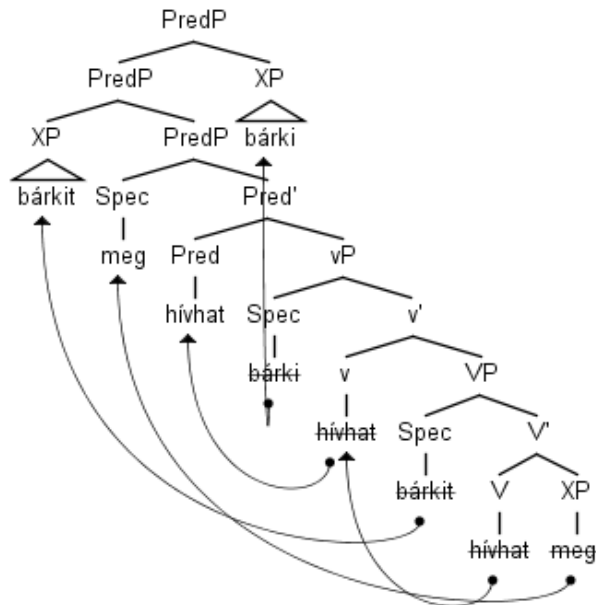 PredP
PredP XP
XP PredP bárki
bárkit Spec Pred'
meg Pred vP
hívhat Spec v'
bárki v VP
hívhat Spec V'
bárkit V XP
hívhat meg